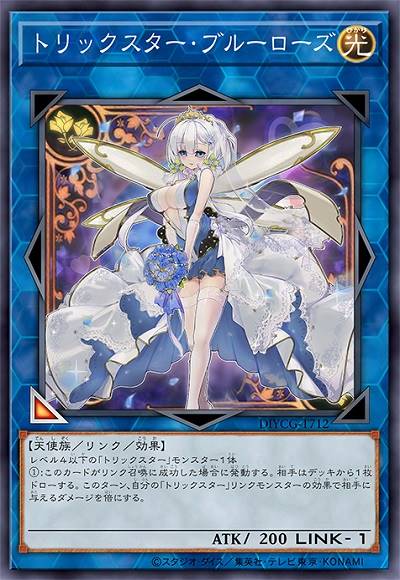 トリックスター・ブルーローズ
光
DIYCG-1712
【天使族／リンク／効果】
レベル4以下の「トリックスター」モンスター1体
①:このカードがリンク召喚に成功した場合に発動する。相手はデッキから1枚
ドローする。このターン、自分の「トリックスター」リンクモンスターの効果で相手に
与えるダメージを倍にする。
ATK/ 200 LINK-1
©スタジオ・ダイス/集英社・テレビ東京・KONAMI